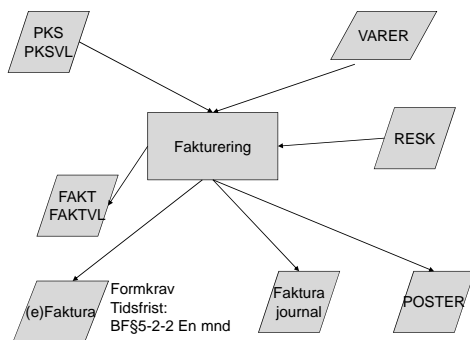 PKS
PKSVL
VARER
Fakturering
RESK
FAKT
FAKTVL
(e)Faktura
Formkrav
Tidsfrist:
BF§5-2-2 En mnd
Faktura
journal
POSTER